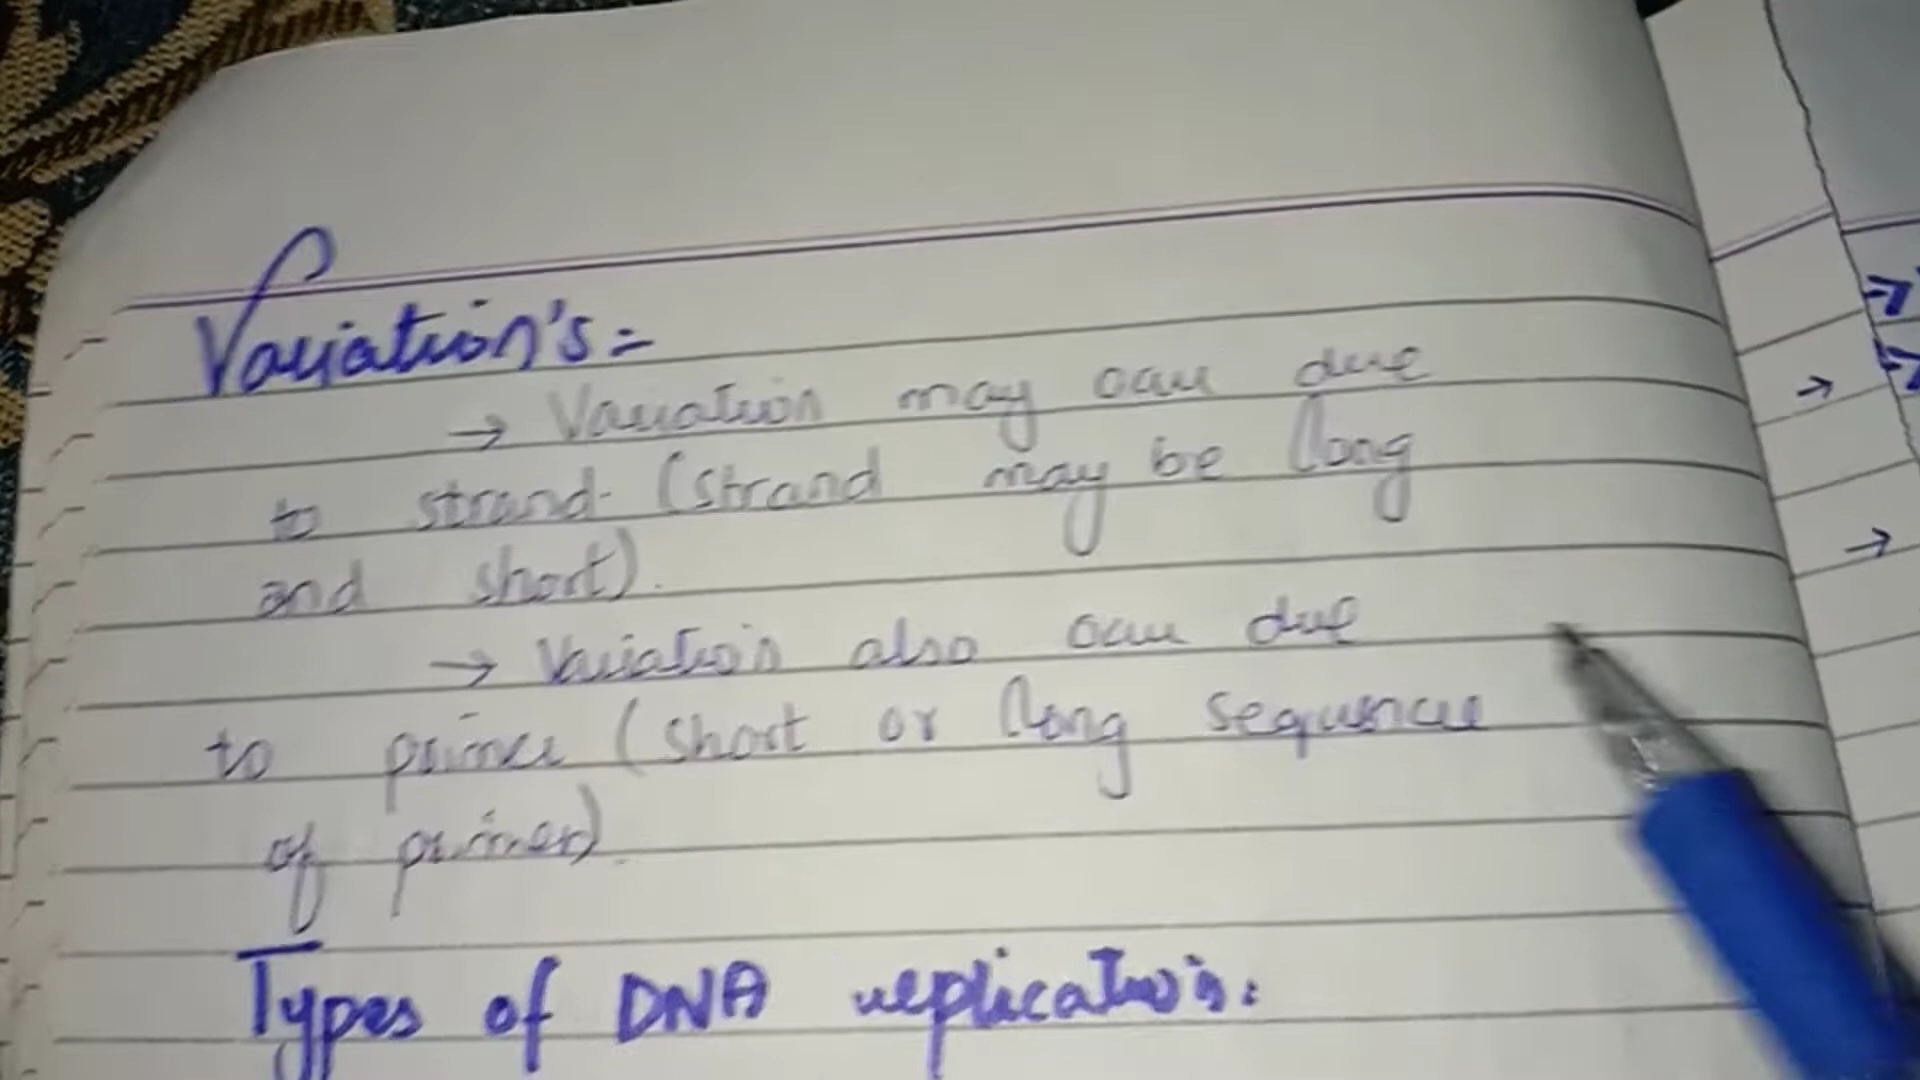 Variation's:-
→ Variation may occur due
to strand. (strand may be long
and short).
→ Variation also occur due
to primer (short or long sequences
of primer).
Types of DNA replication:
→
→